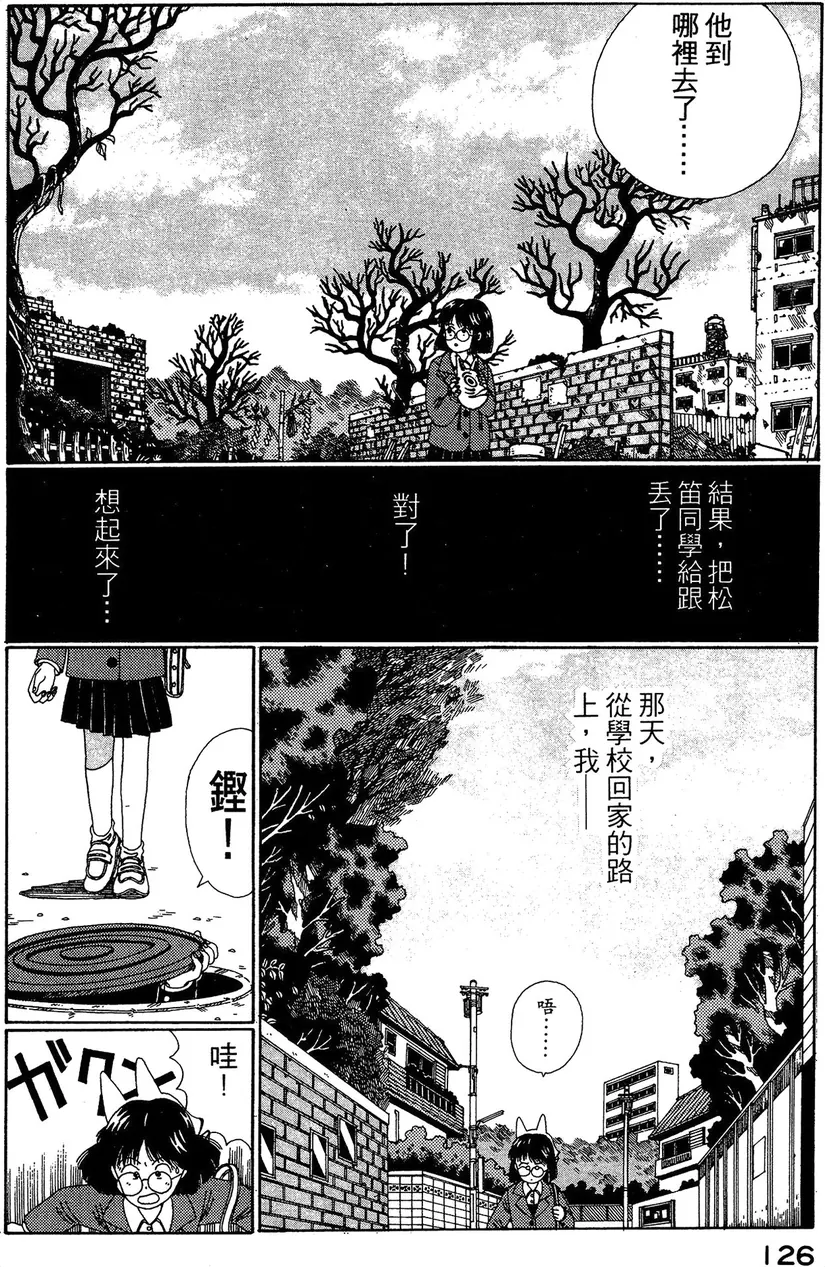 他到
哪裡去了……
結果，把松
笛同學給跟
丟了……
對了！
想起來了…
那天，
從學校回家的路
上，我——
唔……
鏗！
哇！
ガクン
126